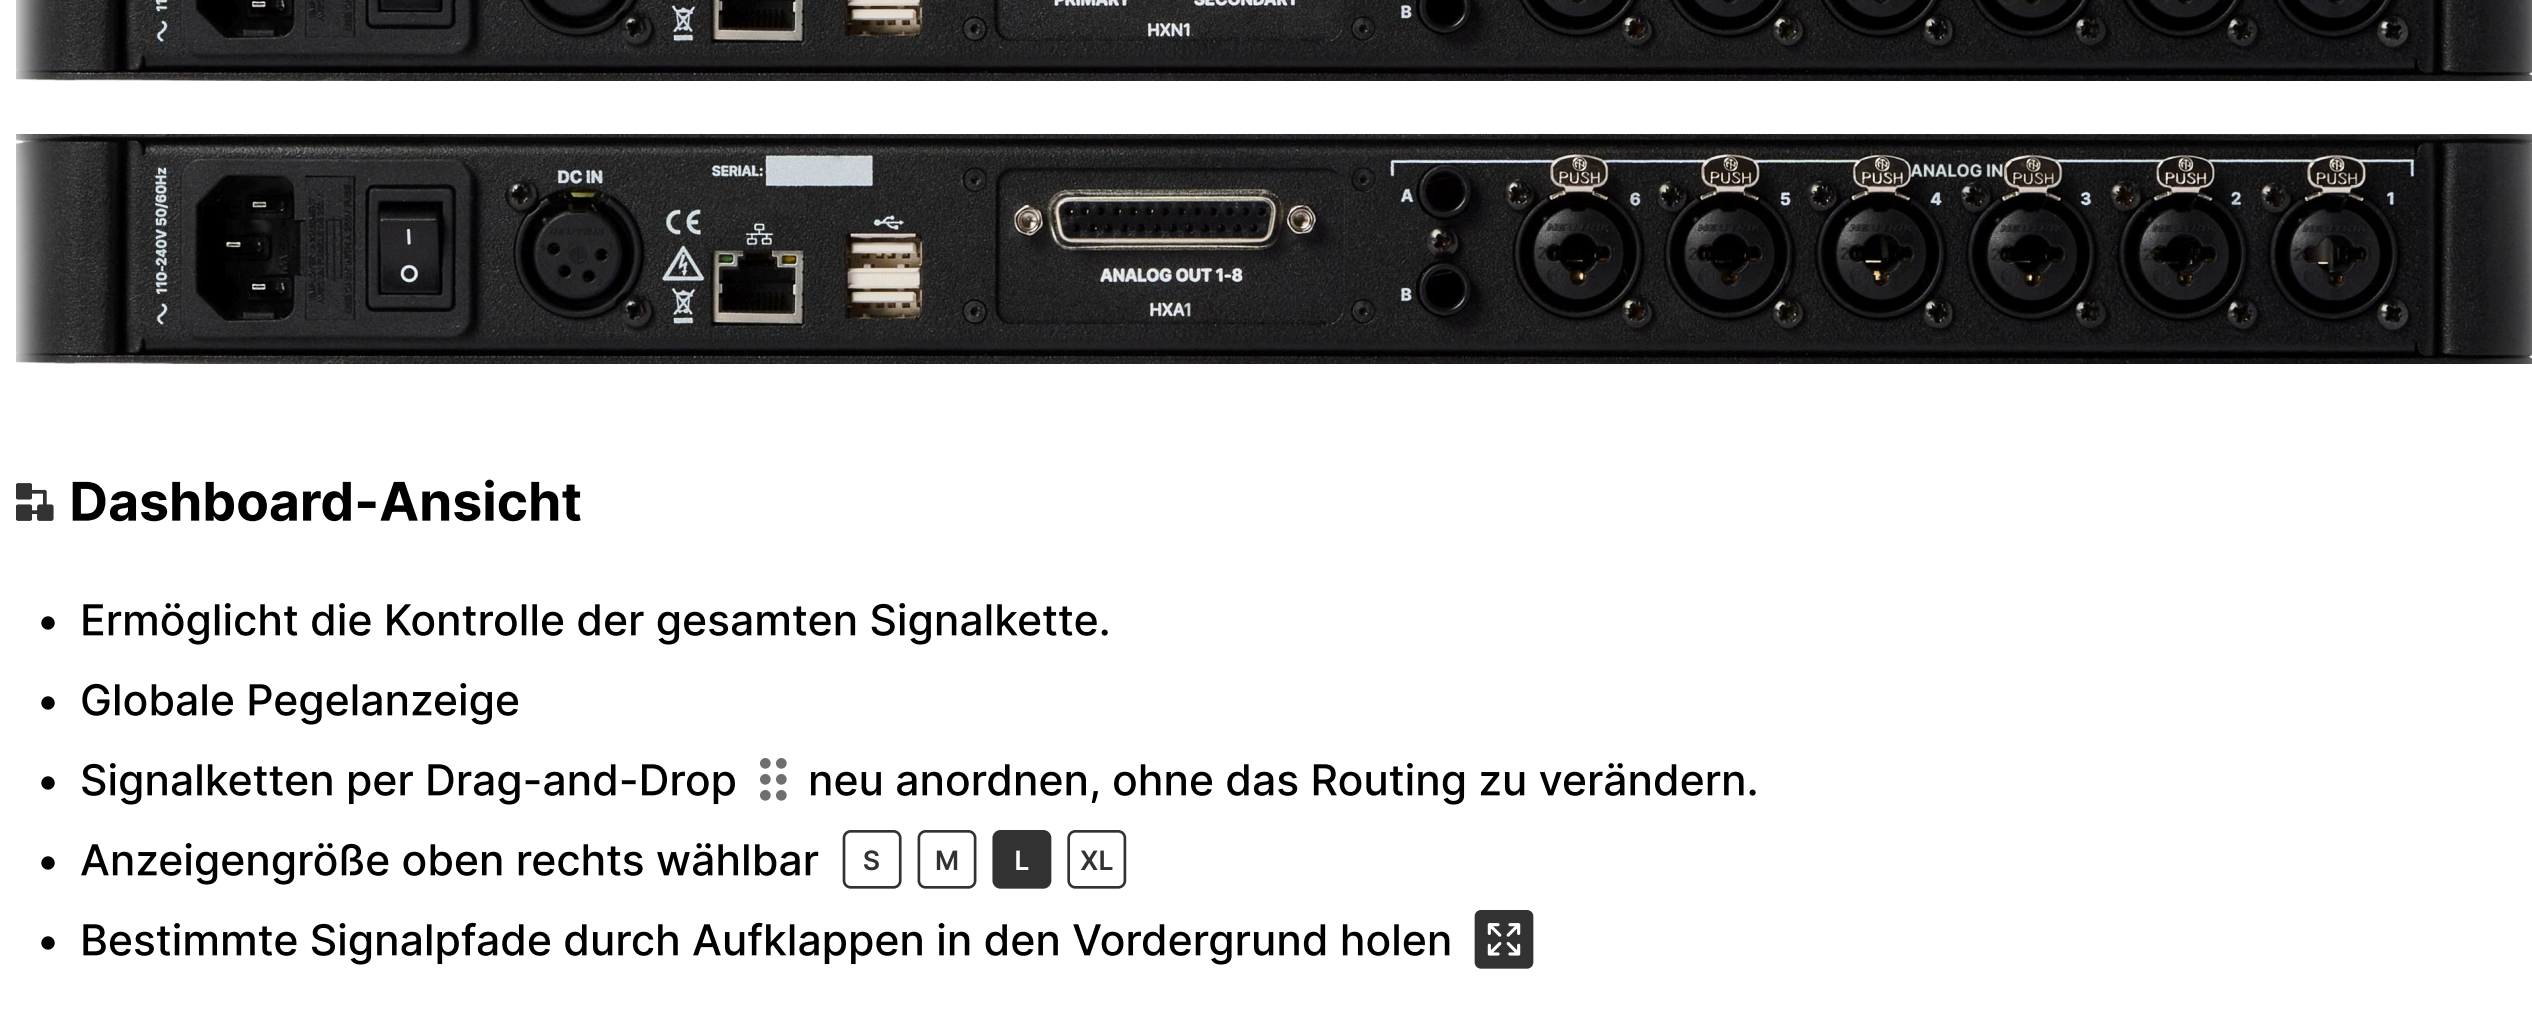 PRIMARY SECONDARY
HXN1
B
110-240V 50/60Hz
DC IN
SERIAL:
ANALOG OUT 1-8
HXA1
ANALOG IN
A
B
PUSH PUSH PUSH PUSH PUSH PUSH
6 5 4 3 2 1
Dashboard-Ansicht
• Ermöglicht die Kontrolle der gesamten Signalkette.
• Globale Pegelanzeige
• Signalketten per Drag-and-Drop neu anordnen, ohne das Routing zu verändern.
• Anzeigengröße oben rechts wählbar S M L XL
• Bestimmte Signalpfade durch Aufklappen in den Vordergrund holen